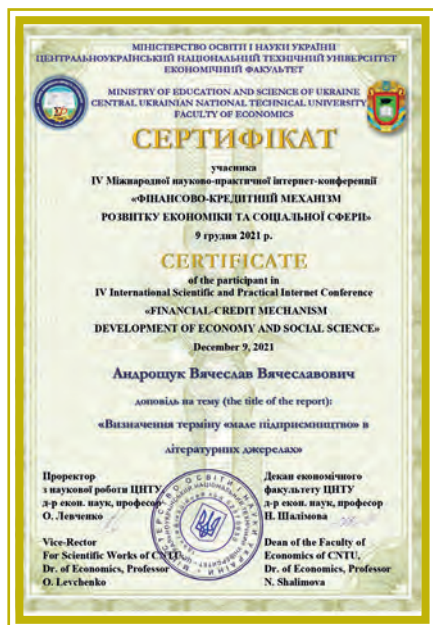 МІНІСТЕРСТВО ОСВІТИ І НАУКИ УКРАЇНИ
ЦЕНТРАЛЬНОУКРАЇНСЬКИЙ НАЦІОНАЛЬНИЙ ТЕХНІЧНИЙ УНІВЕРСИТЕТ
ЕКОНОМІЧНИЙ ФАКУЛЬТЕТ
MINISTRY OF EDUCATION AND SCIENCE OF UKRAINE
CENTRAL UKRAINIAN NATIONAL TECHNICAL UNIVERSITY
FACULTY OF ECONOMICS
СЕРТИФІКАТ
учасника
IV Міжнародної науково-практичної інтернет-конференції
«ФІНАНСОВО-КРЕДИТНИЙ МЕХАНІЗМ
РОЗВИТКУ ЕКОНОМІКИ ТА СОЦІАЛЬНОЇ СФЕРИ»
9 грудня 2021 р.
CERTIFICATE
of the participant in
IV International Scientific and Practical Internet Conference
«FINANCIAL-CREDIT MECHANISM
DEVELOPMENT OF ECONOMY AND SOCIAL SCIENCE»
December 9, 2021
Андрощук Вячеслав Вячеславович
доповідь на тему (the title of the report):
«Визначення терміну «мале підприємництво» в
літературних джерелах»
Проректор
з наукової роботи ЦНТУ
д-р екон. наук, професор
О. Левченко
Vice-Rector
For Scientific Works of CNTU,
Dr. of Economics, Professor
O. Levchenko
Декан економічного
факультету ЦНТУ
д-р екон. наук, професор
Н. Шалімова
Dean of the Faculty of
Economics of CNTU,
Dr. of Economics, Professor
N. Shalimova